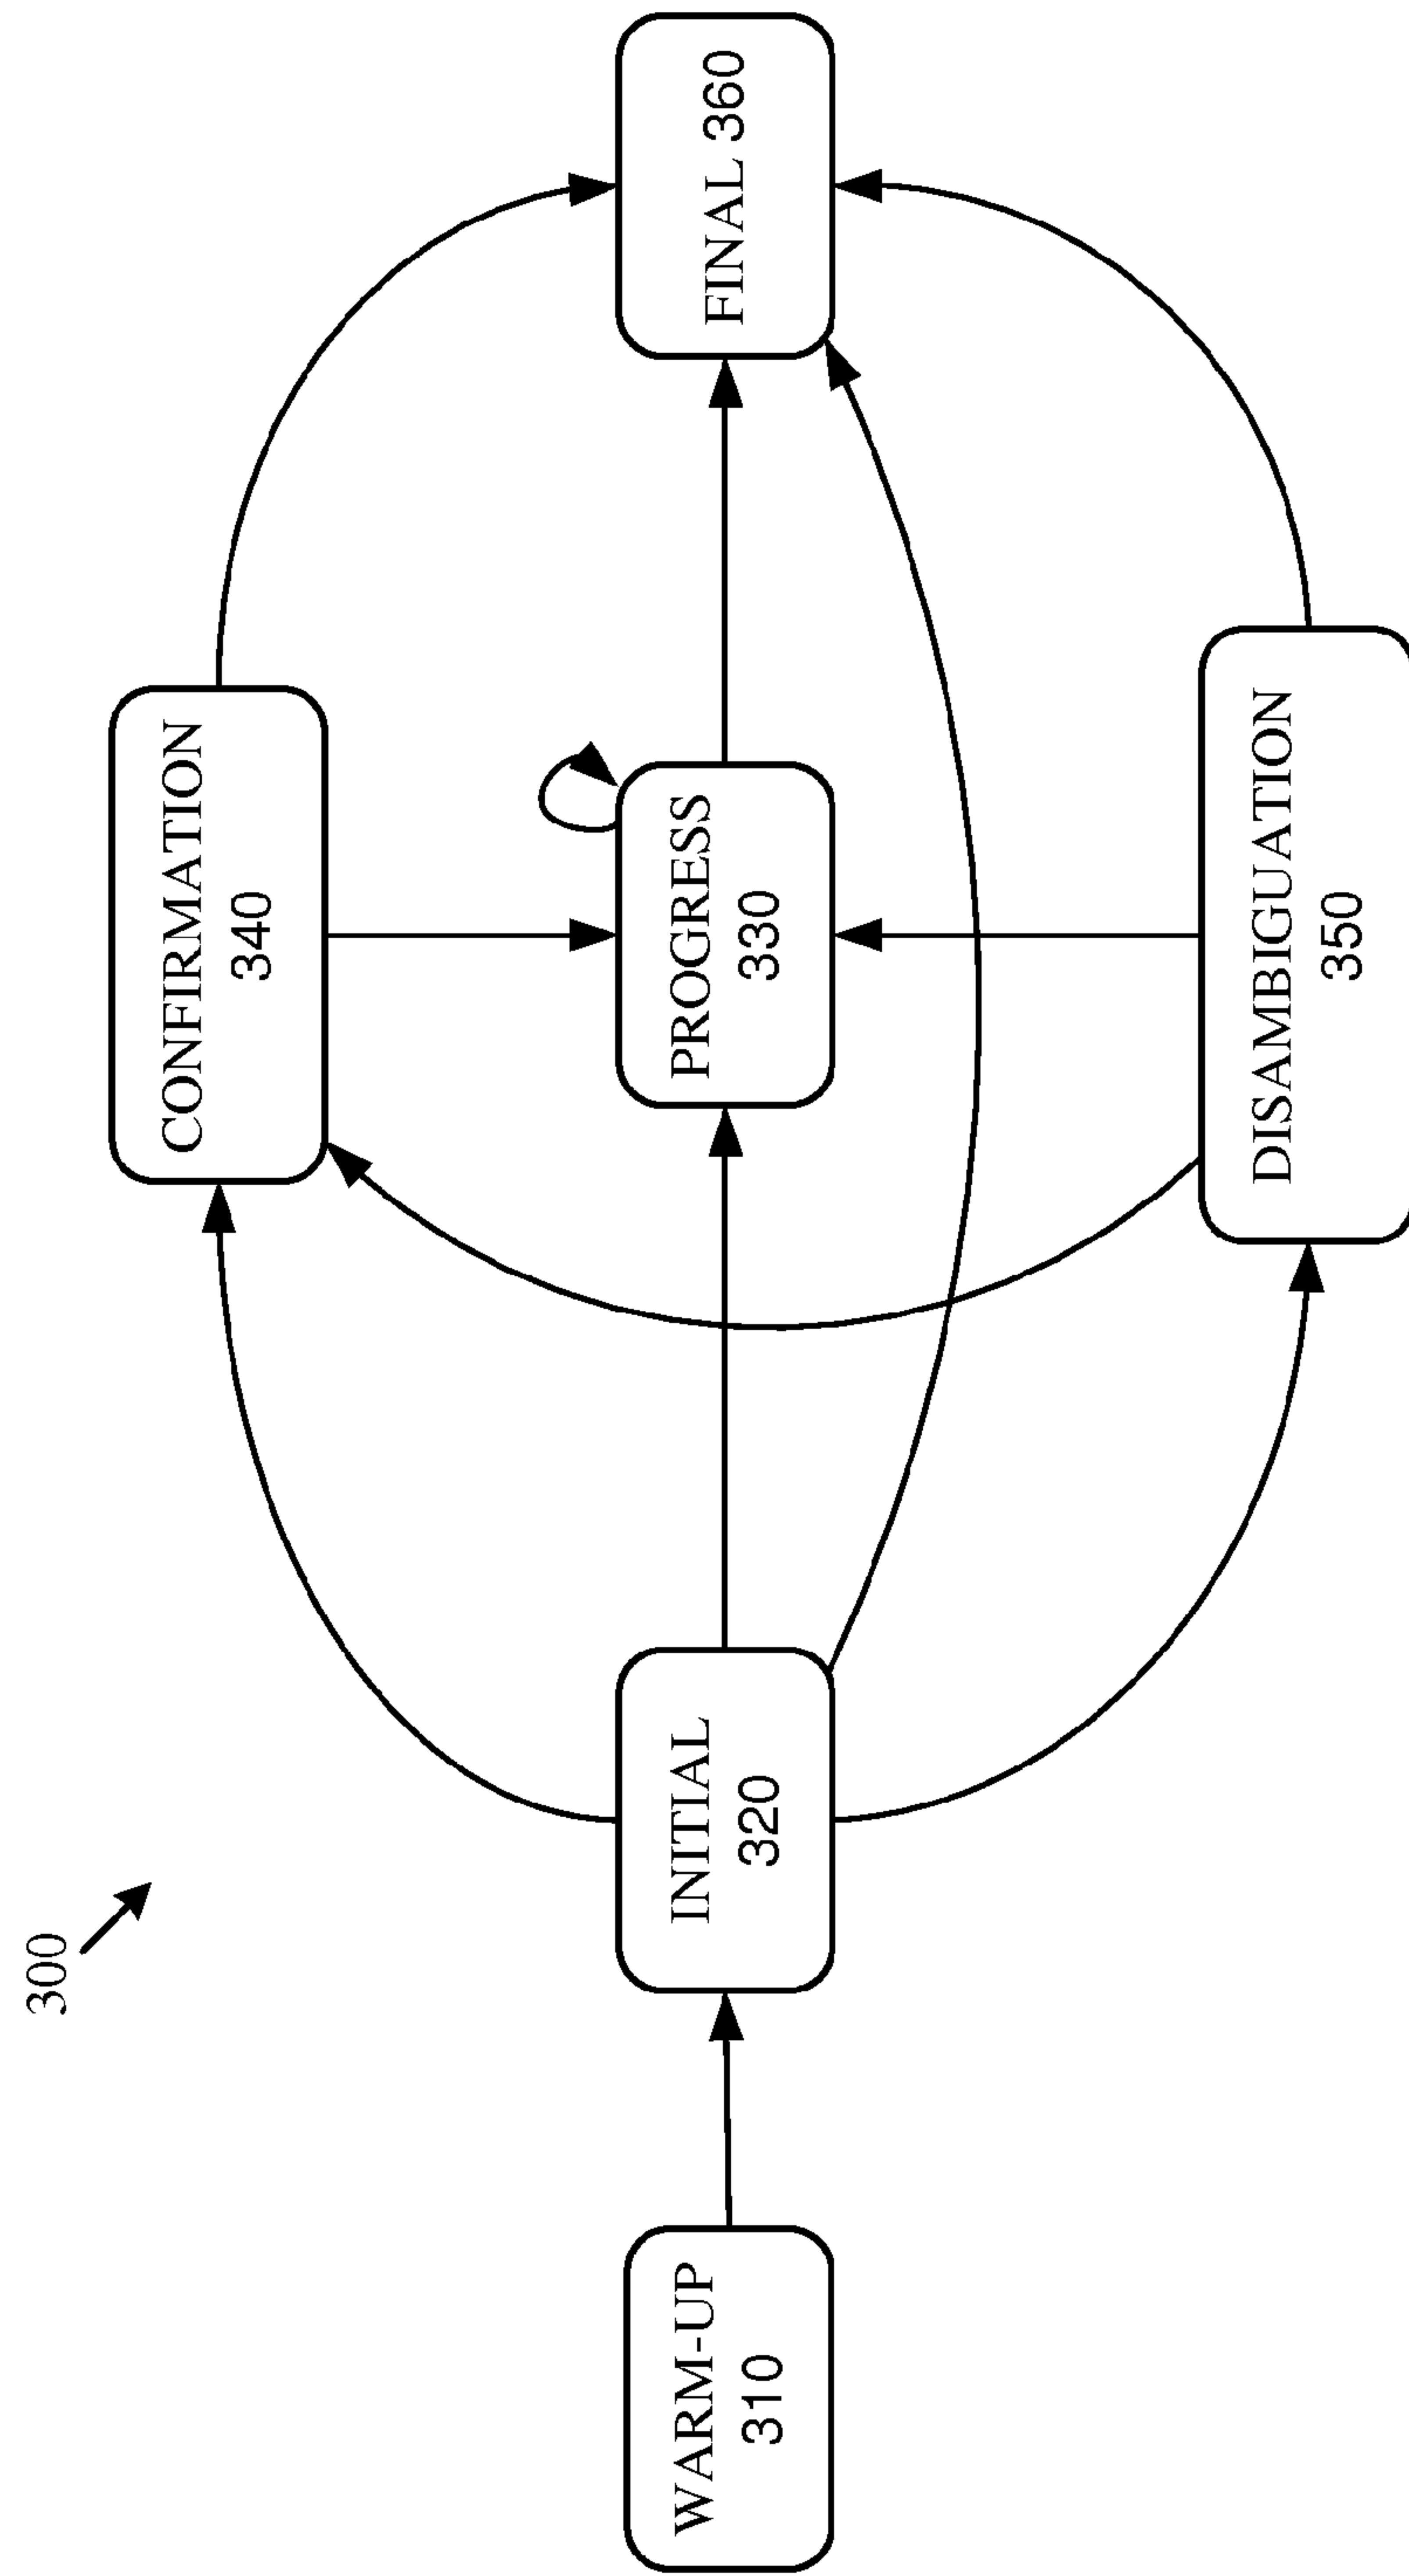 300
CONFIRMATION
340
WARM-UP
310
INITIAL
320
PROGRESS
330
FINAL 360
DISAMBIGUATION
350